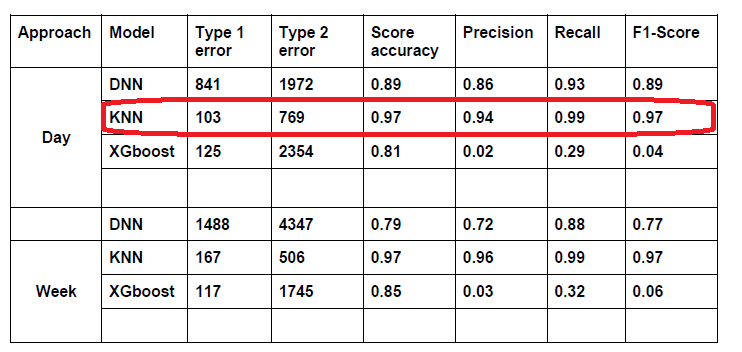 Approach Model Type 1 error Type 2 error Score accuracy Precision Recall F1-Score
Day
DNN 841 1972 0.89 0.86 0.93 0.89
KNN 103 769 0.97 0.94 0.99 0.97
XGboost 125 2354 0.81 0.02 0.29 0.04
DNN 1488 4347 0.79 0.72 0.88 0.77
Week
KNN 167 506 0.97 0.96 0.99 0.97
XGboost 117 1745 0.85 0.03 0.32 0.06